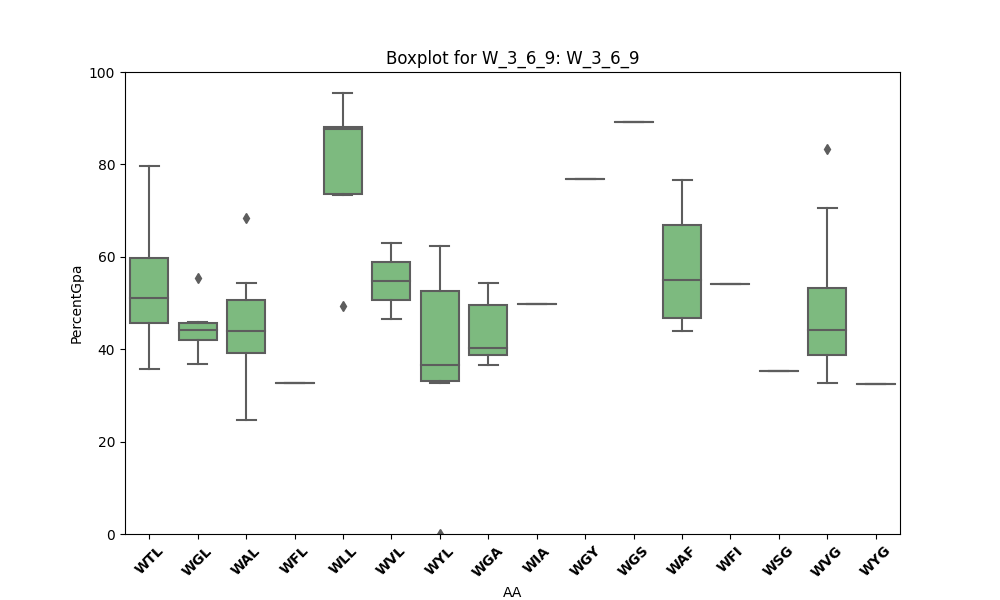 Boxplot for W_3_6_9: W_3_6_9
PercentGpa
100
80
60
40
20
0
WTL WGL WAL WFL WLL WVL WYL WGA WIA WGY WGS WAF WFI WSG WVG WYG
AA